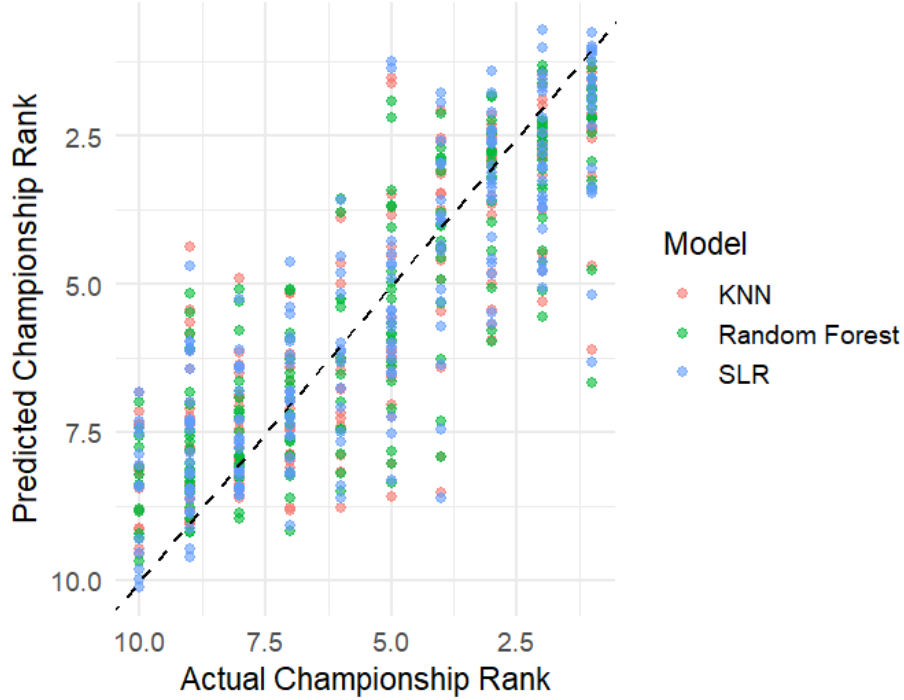 Predicted Championship Rank
2.5
5.0
7.5
10.0
10.0 7.5 5.0 2.5
Actual Championship Rank
Model
KNN
Random Forest
SLR